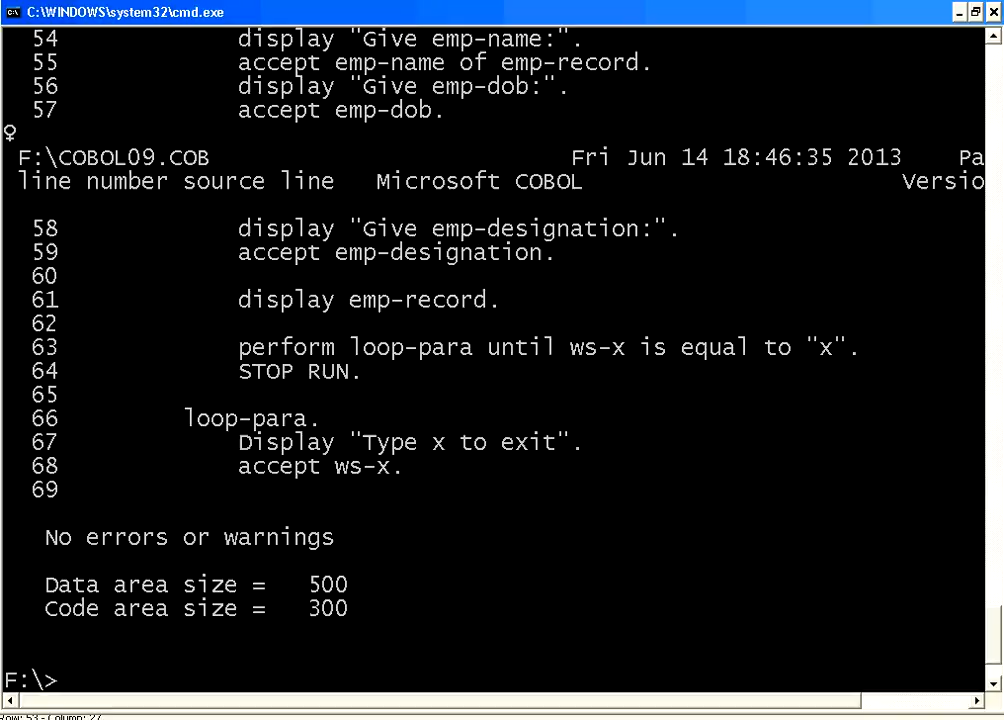 C:\WINDOWS\system32\cmd.exe
54 display "Give emp-name:".
55 accept emp-name of emp-record.
56 display "Give emp-dob:".
57 accept emp-dob.
♀
F:\COBOL09.COB Fri Jun 14 18:46:35 2013 Pa
line number source line Microsoft COBOL Versio
58 display "Give emp-designation:".
59 accept emp-designation.
60
61 display emp-record.
62
63 perform loop-para until ws-x is equal to "x".
64 STOP RUN.
65
66 loop-para.
67 Display "Type x to exit".
68 accept ws-x.
69
No errors or warnings
Data area size = 500
Code area size = 300
F:\>
Row: 53 - Column: 27